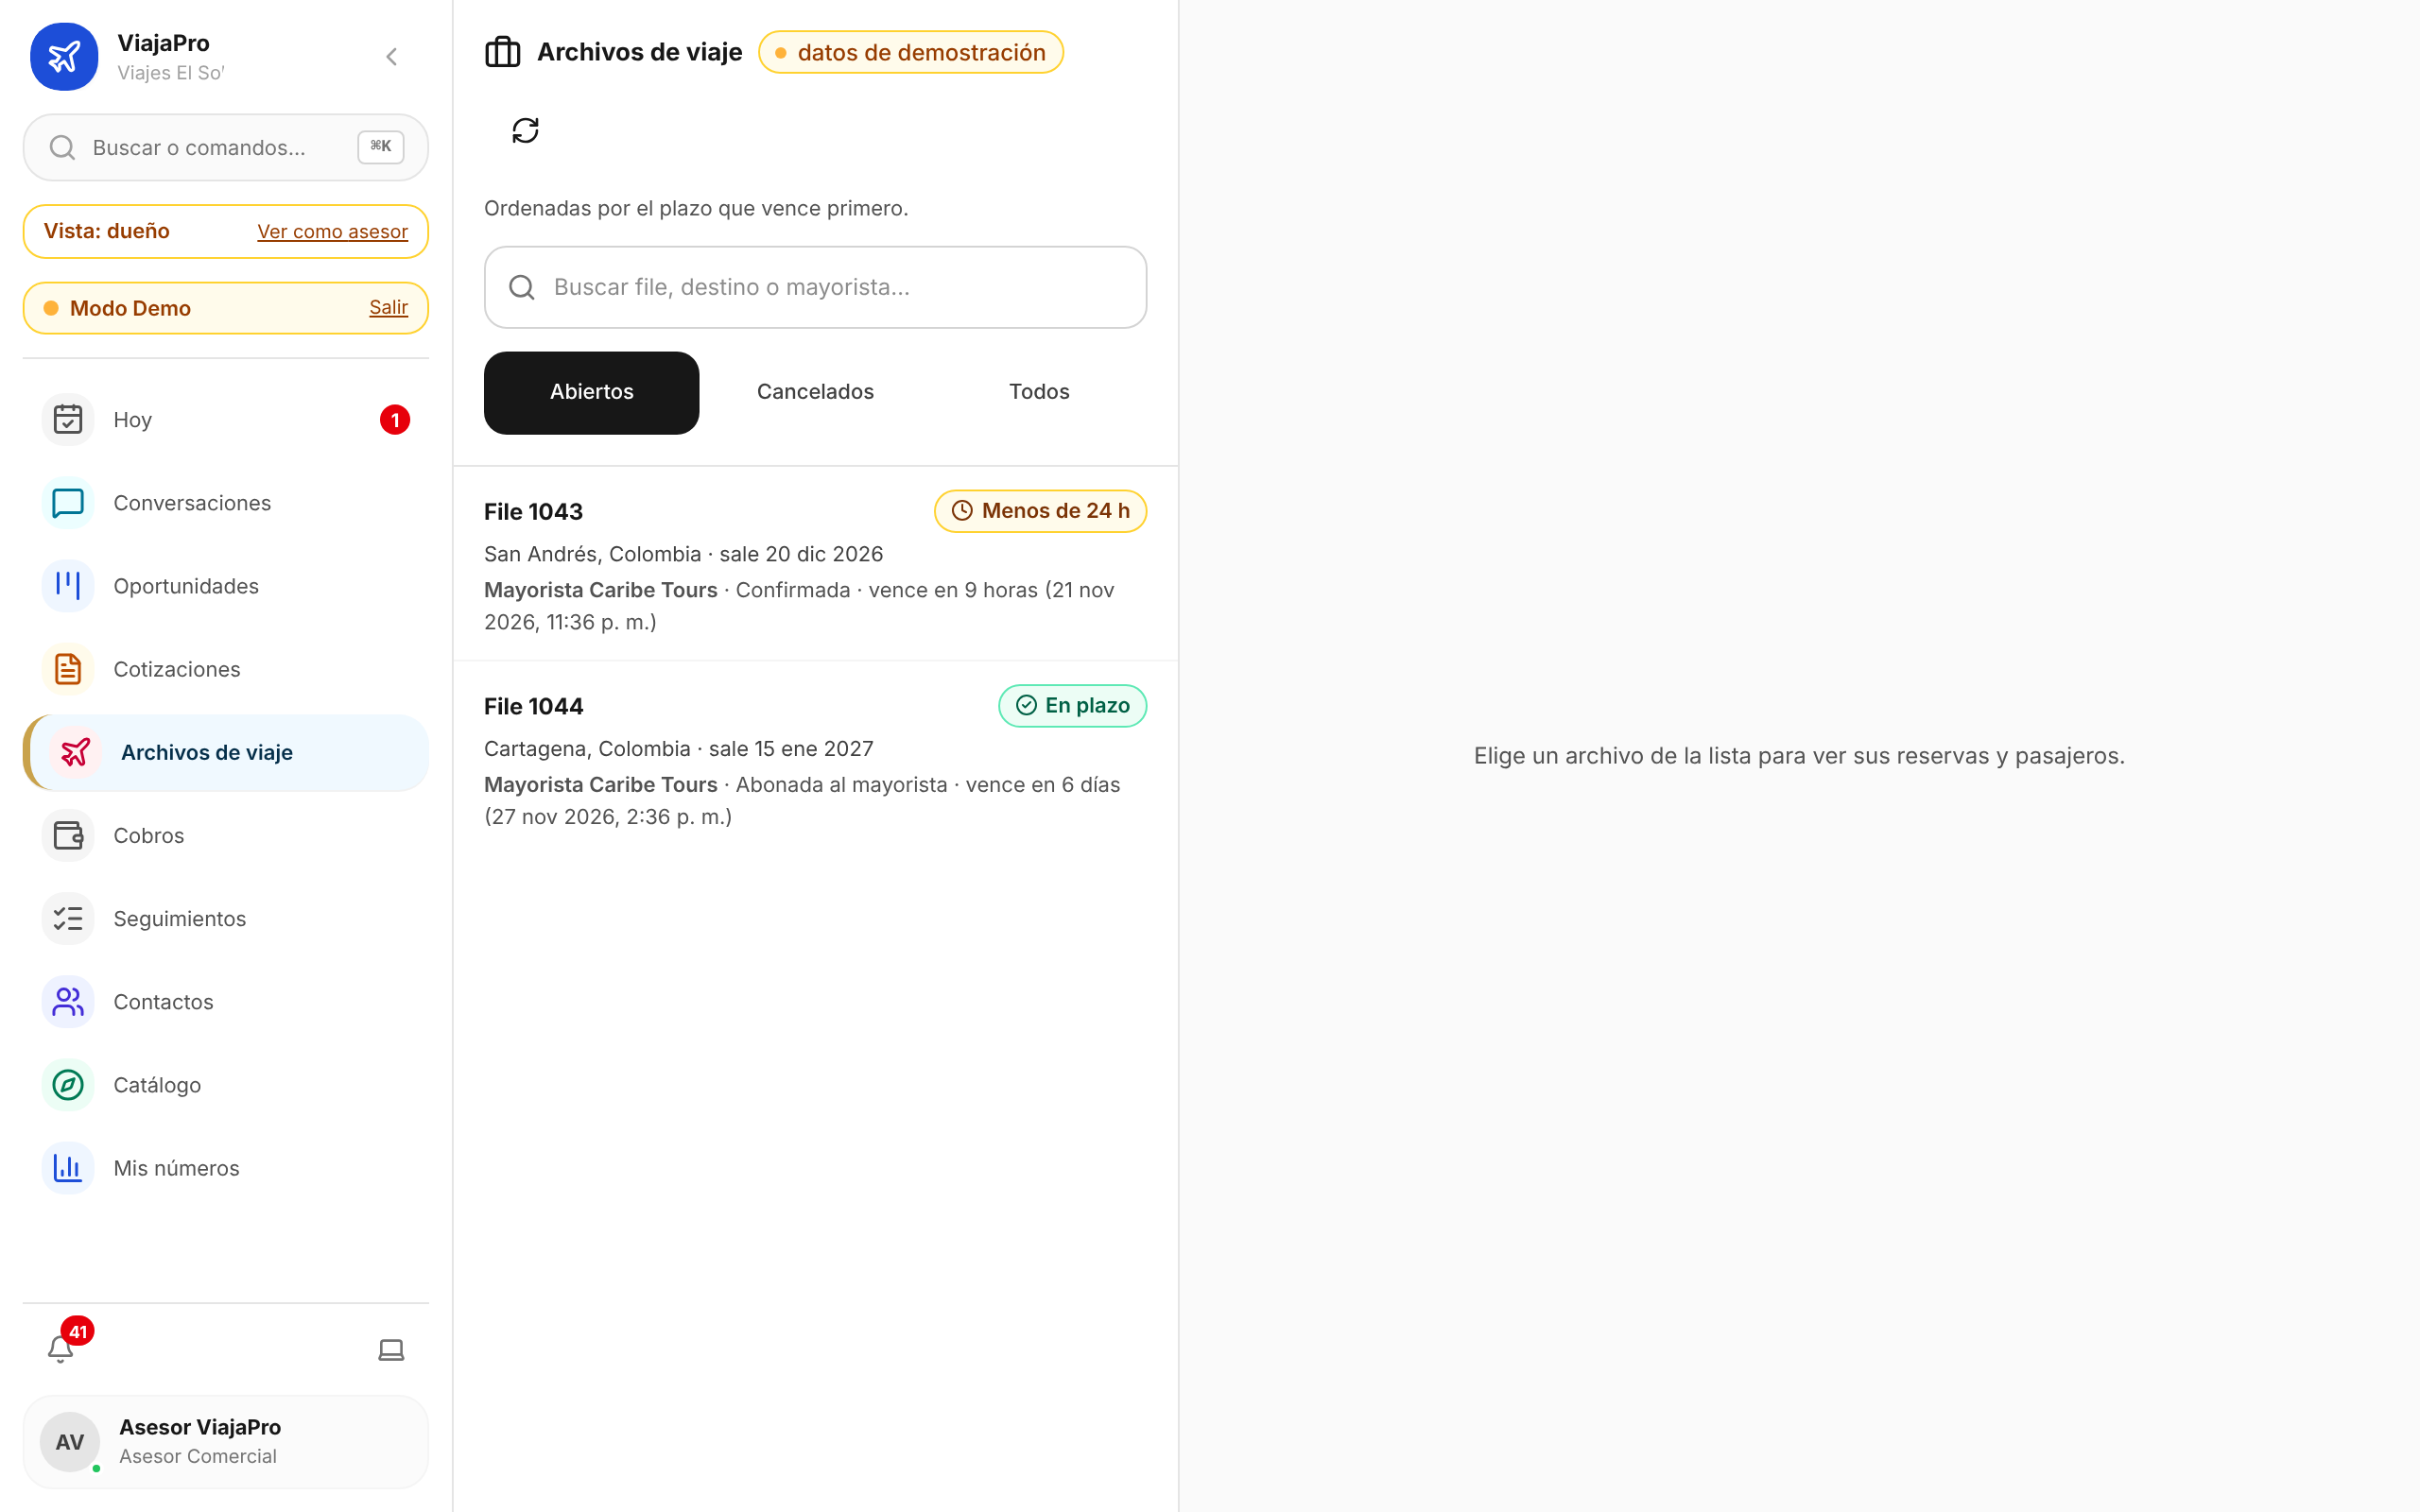 ViajaPro
Viajes El So
Buscar o comandos...
⌘K
Vista: dueño
Ver como asesor
Modo Demo
Salir
Hoy
1
Conversaciones
Oportunidades
Cotizaciones
Archivos de viaje
Cobros
Seguimientos
Contactos
Catálogo
Mis números
41
AV
Asesor ViajaPro
Asesor Comercial
Archivos de viaje
datos de demostración
Ordenadas por el plazo que vence primero.
Buscar file, destino o mayorista...
Abiertos
Cancelados
Todos
File 1043
Menos de 24 h
San Andrés, Colombia · sale 20 dic 2026
Mayorista Caribe Tours · Confirmada · vence en 9 horas (21 nov
2026, 11:36 p. m.)
File 1044
En plazo
Cartagena, Colombia · sale 15 ene 2027
Mayorista Caribe Tours · Abonada al mayorista · vence en 6 días
(27 nov 2026, 2:36 p. m.)
Elige un archivo de la lista para ver sus reservas y pasajeros.